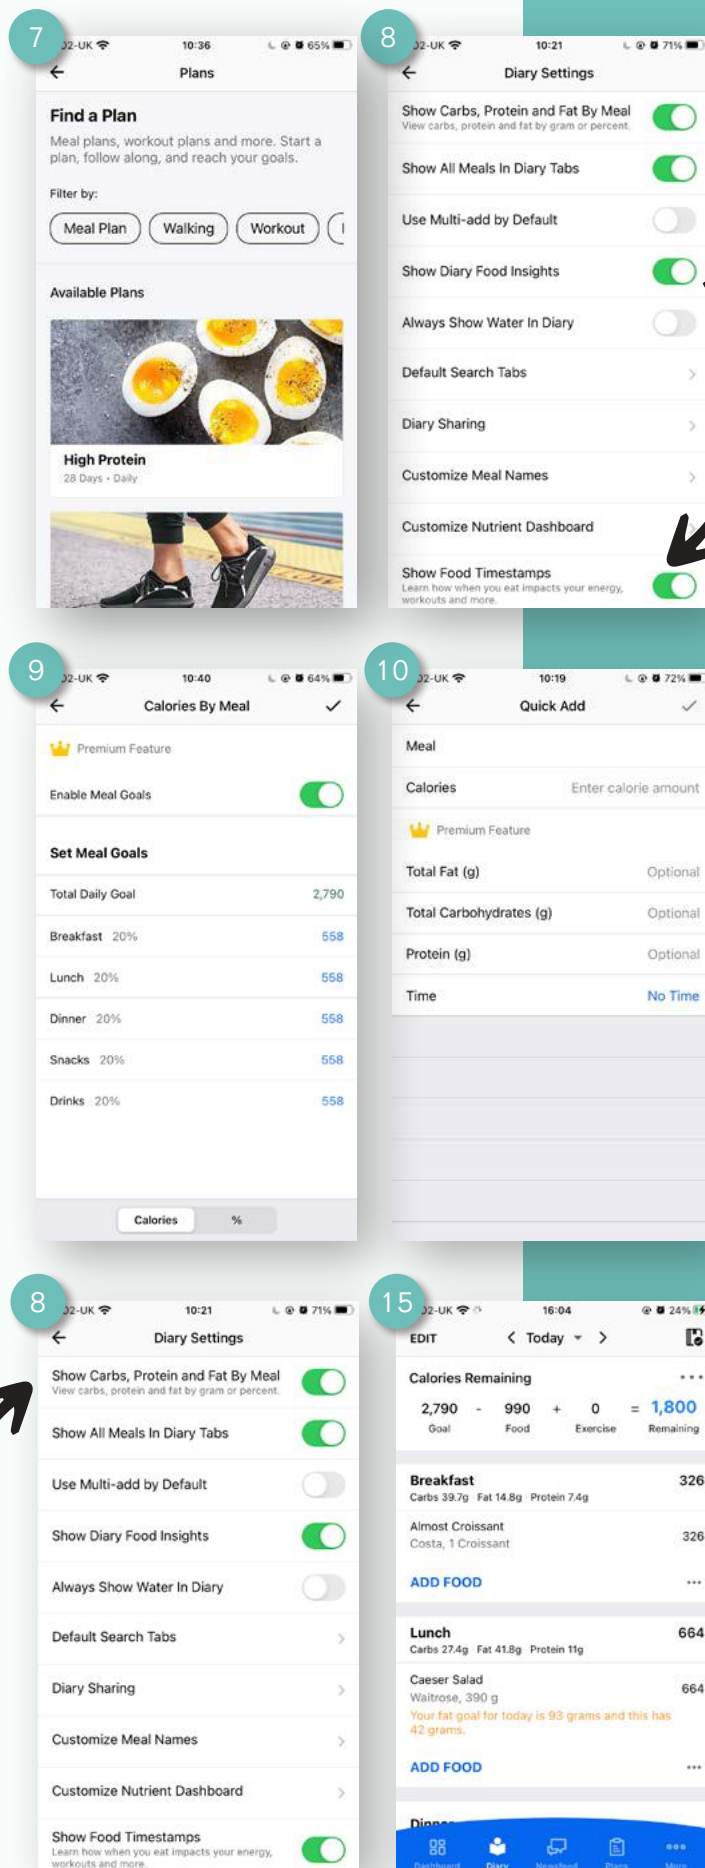 7
02-UK
10:36
65%
Plans
Find a Plan
Meal plans, workout plans and more. Start a
plan, follow along, and reach your goals.
Filter by:
Meal Plan
Walking
Workout
Available Plans
High Protein
28 Days • Daily
8
02-UK
10:21
71%
Diary Settings
Show Carbs, Protein and Fat By Meal
View carbs, protein and fat by gram or percent.
Show All Meals In Diary Tabs
Use Multi-add by Default
Show Diary Food Insights
Always Show Water In Diary
Default Search Tabs
Diary Sharing
Customize Meal Names
Customize Nutrient Dashboard
Show Food Timestamps
Learn how when you eat impacts your energy,
workouts and more.
9
02-UK
10:40
64%
Calories By Meal
Premium Feature
Enable Meal Goals
Set Meal Goals
Total Daily Goal 2,790
Breakfast 20% 558
Lunch 20% 558
Dinner 20% 558
Snacks 20% 558
Drinks 20% 558
Calories %
10
02-UK
10:19
72%
Quick Add
Meal
Calories Enter calorie amount
Premium Feature
Total Fat (g) Optional
Total Carbohydrates (g) Optional
Protein (g) Optional
Time No Time
8
02-UK
10:21
71%
Diary Settings
Show Carbs, Protein and Fat By Meal
View carbs, protein and fat by gram or percent.
Show All Meals In Diary Tabs
Use Multi-add by Default
Show Diary Food Insights
Always Show Water In Diary
Default Search Tabs
Diary Sharing
Customize Meal Names
Customize Nutrient Dashboard
Show Food Timestamps
Learn how when you eat impacts your energy,
workouts and more.
15
02-UK
16:04
24%
EDIT < Today >
Calories Remaining
2,790 - 990 + 0 = 1,800
Goal Food Exercise Remaining
Breakfast 326
Carbs 39.7g Fat 14.8g Protein 7.4g
Almost Croissant 326
Costa, 1 Croissant
ADD FOOD
Lunch 664
Carbs 27.4g Fat 41.8g Protein 11g
Caeser Salad 664
Waitrose, 390 g
Your fat goal for today is 93 grams and this has
42 grams.
ADD FOOD
Dinner
Dashboard Diary Newsfeed Plans More